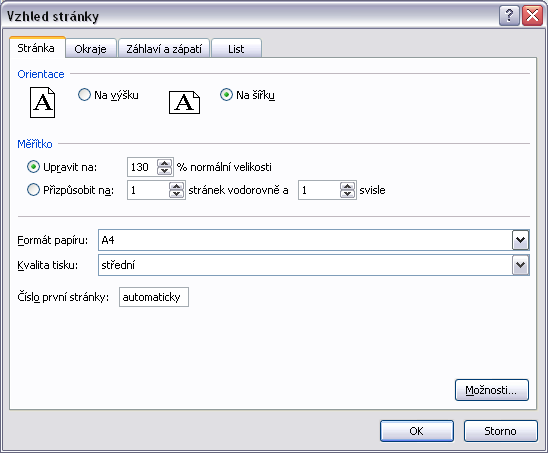 Vzhled stránky
Stránka Okraje Záhlaví a zápatí List
Orientace
A Na výšku A Na šířku
Měřítko
Upravit na: 130 % normální velikosti
Přizpůsobit na: 1 stránek vodorovně a 1 svisle
Formát papíru: A4
Kvalita tisku: střední
Číslo první stránky: automaticky
Možnosti...
OK Storno